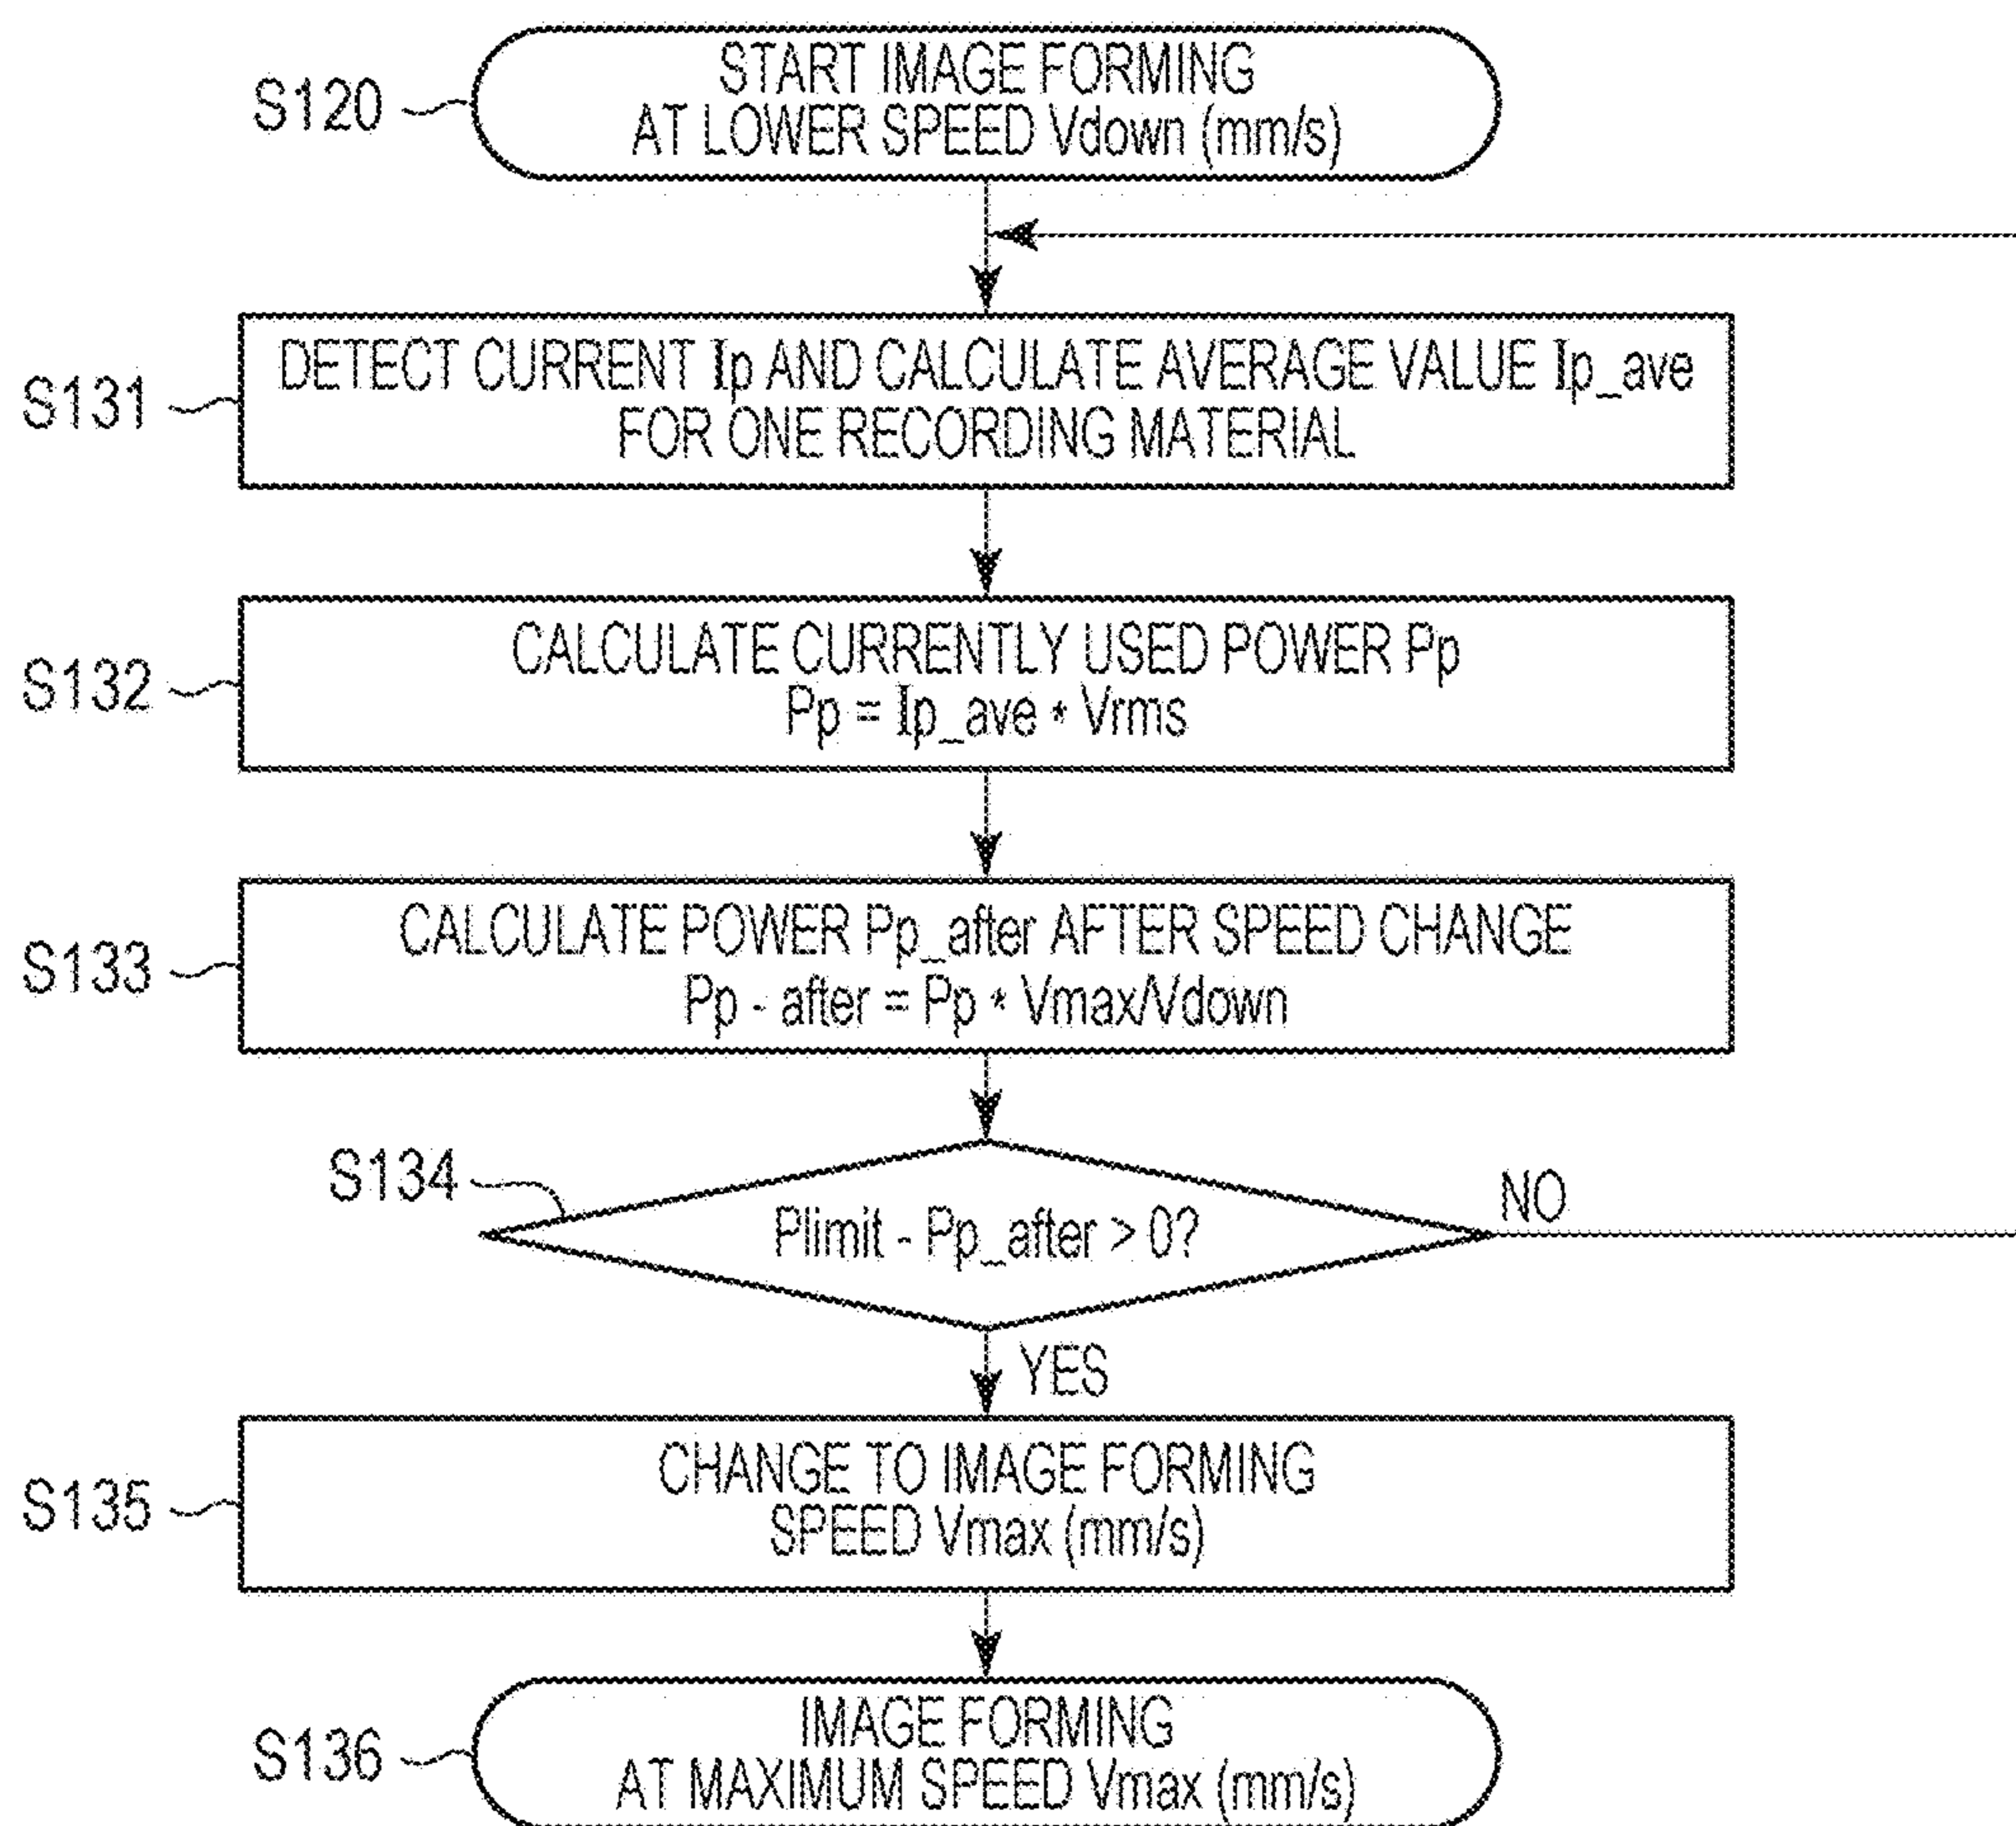 S120
START IMAGE FORMING
AT LOWER SPEED Vdown (mm/s)
S131
DETECT CURRENT Ip AND CALCULATE AVERAGE VALUE Ip_ave
FOR ONE RECORDING MATERIAL
S132
CALCULATE CURRENTLY USED POWER Pp
Pp = Ip_ave * Vrms
S133
CALCULATE POWER Pp_after AFTER SPEED CHANGE
Pp - after = Pp * Vmax/Vdown
S134
Plimit - Pp_after > 0?
NO
YES
S135
CHANGE TO IMAGE FORMING
SPEED Vmax (mm/s)
S136
IMAGE FORMING
AT MAXIMUM SPEED Vmax (mm/s)